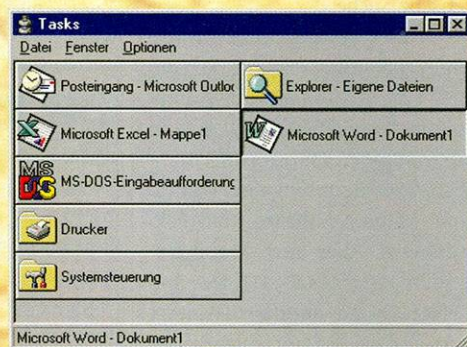 Tasks
Datei Fenster Optionen
Posteingang - Microsoft Outloo
Explorer - Eigene Dateien
Microsoft Excel - Mappe1
Microsoft Word - Dokument1
MS-DOS-Eingabeaufforderung
Drucker
Systemsteuerung
Microsoft Word - Dokument1